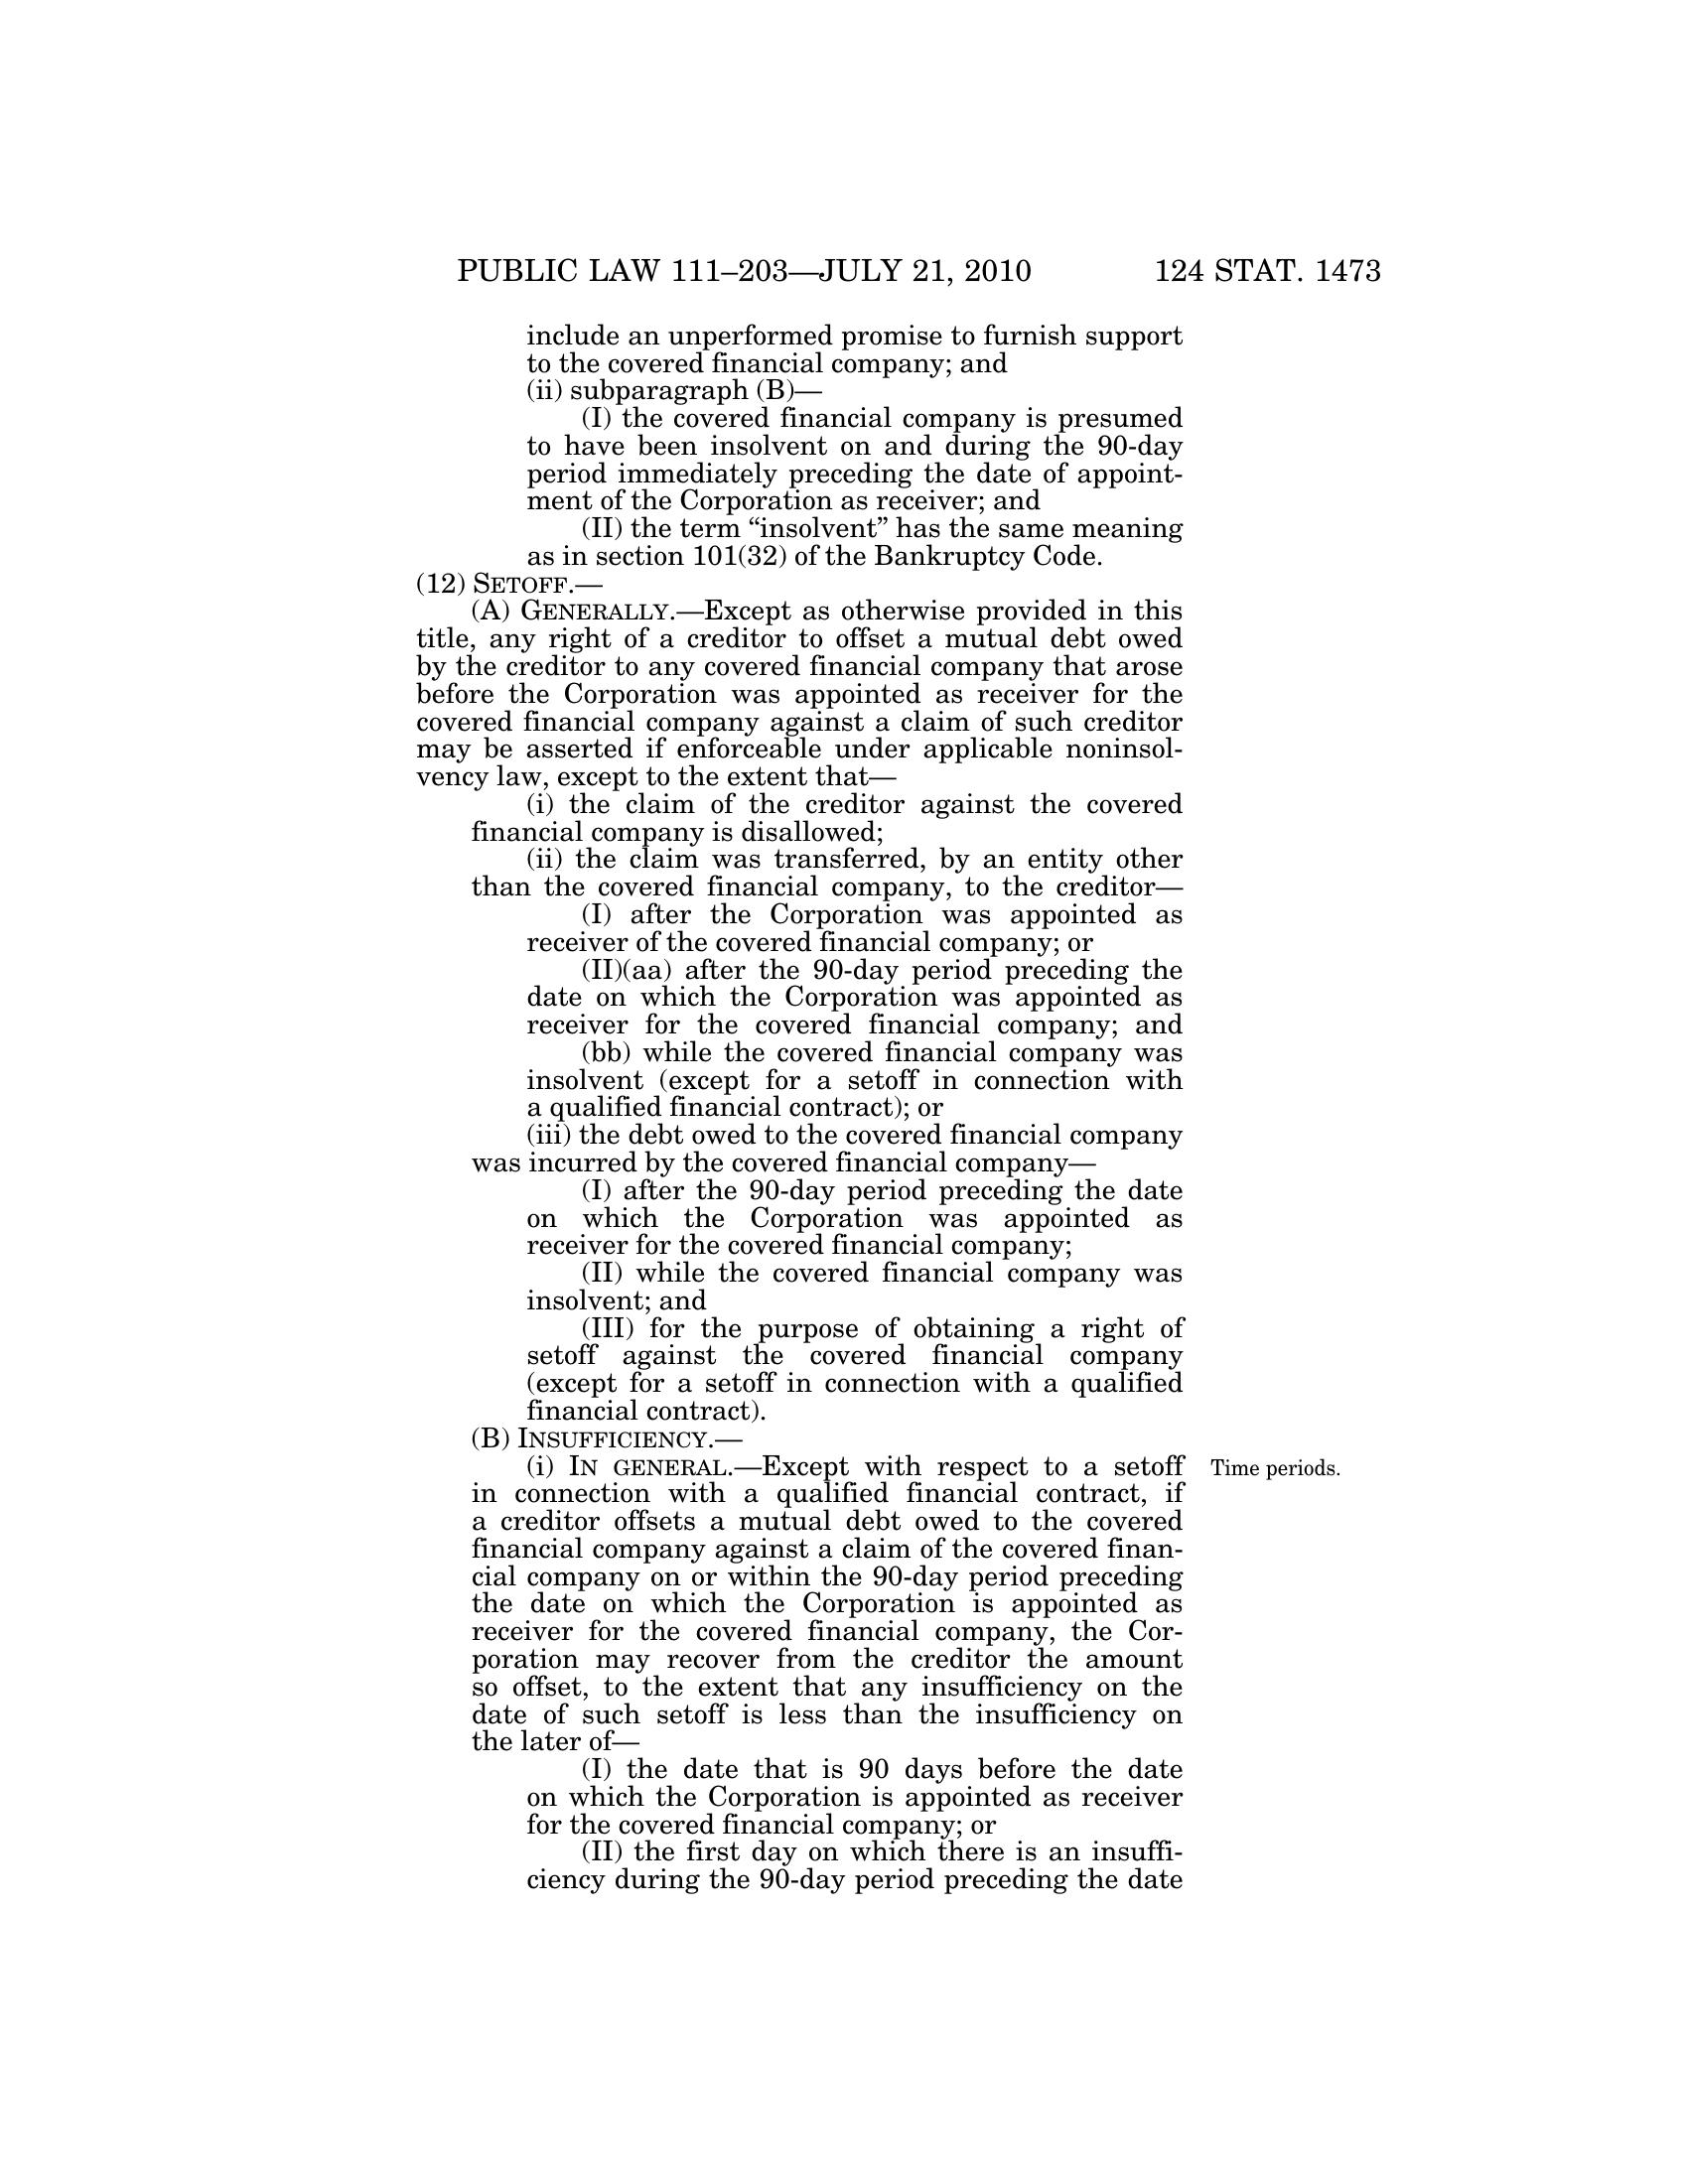 PUBLIC LAW 111–203—JULY 21, 2010 124 STAT. 1473
include an unperformed promise to furnish support
to the covered financial company; and
(ii) subparagraph (B)—
(I) the covered financial company is presumed
to have been insolvent on and during the 90-day
period immediately preceding the date of appoint-
ment of the Corporation as receiver; and
(II) the term “insolvent” has the same meaning
as in section 101(32) of the Bankruptcy Code.
(12) SETOFF.—
(A) GENERALLY.—Except as otherwise provided in this
title, any right of a creditor to offset a mutual debt owed
by the creditor to any covered financial company that arose
before the Corporation was appointed as receiver for the
covered financial company against a claim of such creditor
may be asserted if enforceable under applicable noninsol-
vency law, except to the extent that—
(i) the claim of the creditor against the covered
financial company is disallowed;
(ii) the claim was transferred, by an entity other
than the covered financial company, to the creditor—
(I) after the Corporation was appointed as
receiver of the covered financial company; or
(II)(aa) after the 90-day period preceding the
date on which the Corporation was appointed as
receiver for the covered financial company; and
(bb) while the covered financial company was
insolvent (except for a setoff in connection with
a qualified financial contract); or
(iii) the debt owed to the covered financial company
was incurred by the covered financial company—
(I) after the 90-day period preceding the date
on which the Corporation was appointed as
receiver for the covered financial company;
(II) while the covered financial company was
insolvent; and
(III) for the purpose of obtaining a right of
setoff against the covered financial company
(except for a setoff in connection with a qualified
financial contract).
(B) INSUFFICIENCY.—
(i) IN GENERAL.—Except with respect to a setoff Time periods.
in connection with a qualified financial contract, if
a creditor offsets a mutual debt owed to the covered
financial company against a claim of the covered finan-
cial company on or within the 90-day period preceding
the date on which the Corporation is appointed as
receiver for the covered financial company, the Cor-
poration may recover from the creditor the amount
so offset, to the extent that any insufficiency on the
date of such setoff is less than the insufficiency on
the later of—
(I) the date that is 90 days before the date
on which the Corporation is appointed as receiver
for the covered financial company; or
(II) the first day on which there is an insuffi-
ciency during the 90-day period preceding the date